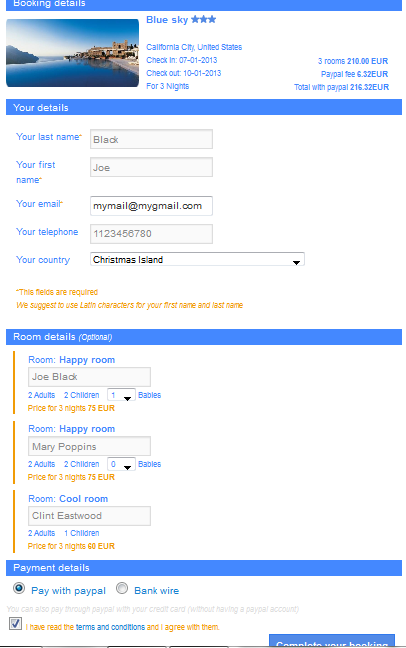 Booking details
Blue sky
California City, United States
Check in: 07-01-2013
3 rooms 210.00 EUR
Check out: 10-01-2013
Paypal fee 6.32EUR
For 3 Nights
Total with paypal 216.32EUR
Your details
Your last name*
Black
Your first name*
Joe
Your email*
mymail@mygmail.com
Your telephone
1123456780
Your country
Christmas Island
*This fields are required
We suggest to use Latin characters for your first name and last name
Room details (Optional)
Room: Happy room
Joe Black
2 Adults 2 Children 1 Babies
Price for 3 nights 75 EUR
Room: Happy room
Mary Poppins
2 Adults 2 Children 0 Babies
Price for 3 nights 75 EUR
Room: Cool room
Clint Eastwood
2 Adults 1 Children
Price for 3 nights 60 EUR
Payment details
Pay with paypal Bank wire
You can also pay through paypal with your credit card (without having a paypal account)
I have read the terms and conditions and I agree with them.
Complete your booking